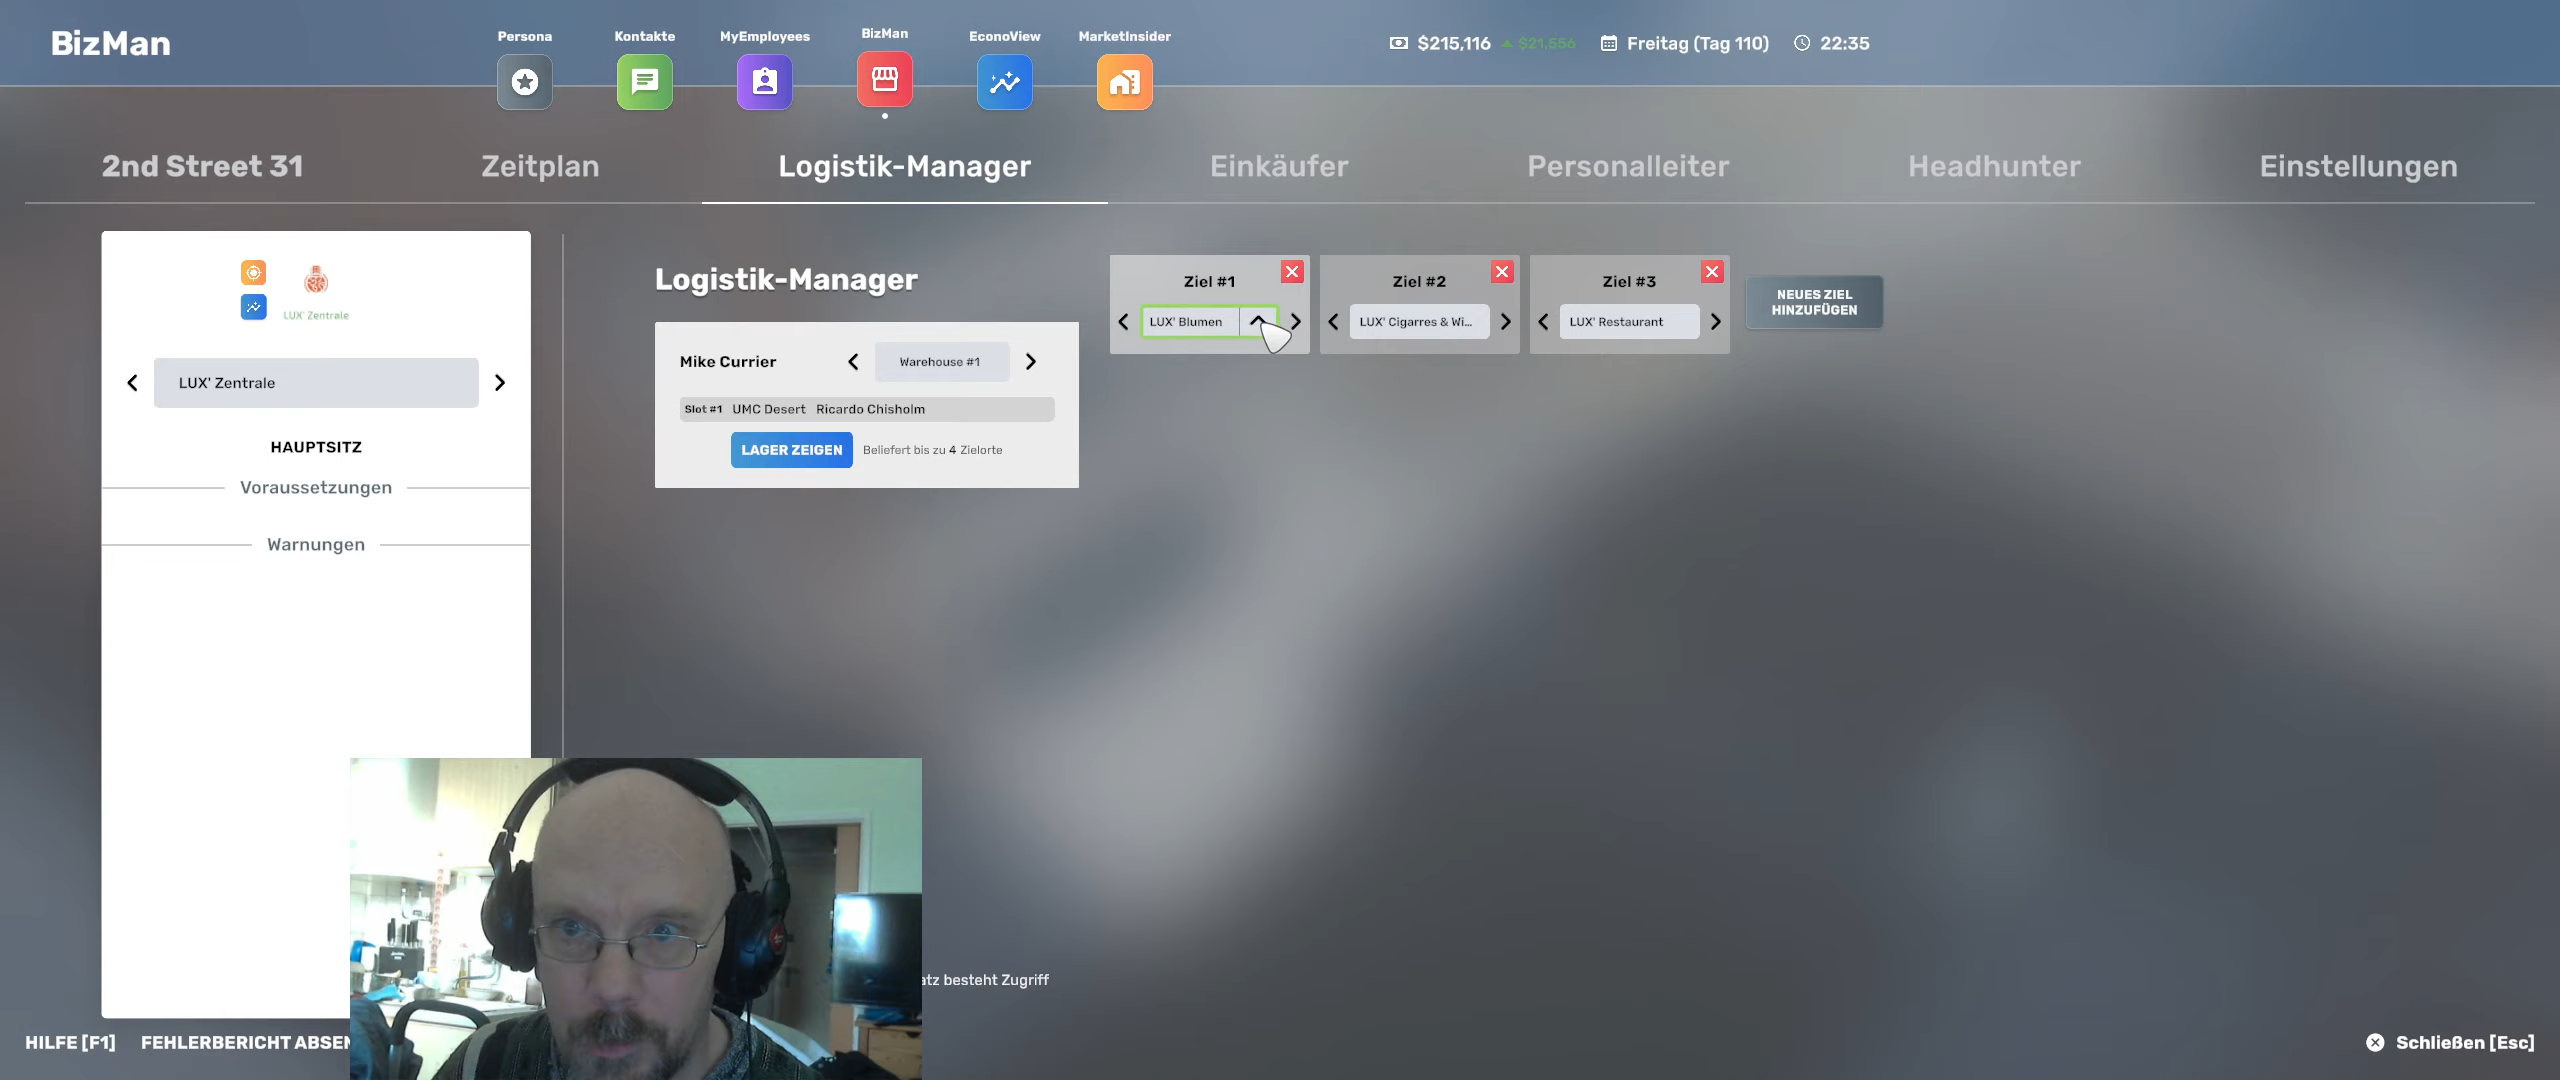 BizMan
Persona
Kontakte
MyEmployees
BizMan
EconoView
MarketInsider
$215,116
$21,556
Freitag (Tag 110)
22:35
2nd Street 31
Zeitplan
Logistik-Manager
Einkäufer
Personalleiter
Headhunter
Einstellungen
LUX' Zentrale
LUX' Zentrale
HAUPTSITZ
Voraussetzungen
Warnungen
Logistik-Manager
Mike Currier
Warehouse #1
Slot #1 UMC Desert Ricardo Chisholm
LAGER ZEIGEN
Beliefert bis zu 4 Zielorte
Ziel #1
LUX' Blumen
Ziel #2
LUX' Cigarres & Wi...
Ziel #3
LUX' Restaurant
NEUES ZIEL
HINZUFÜGEN
atz besteht Zugriff
HILFE [F1]
FEHLERBERICHT ABSEN
Schließen [Esc]